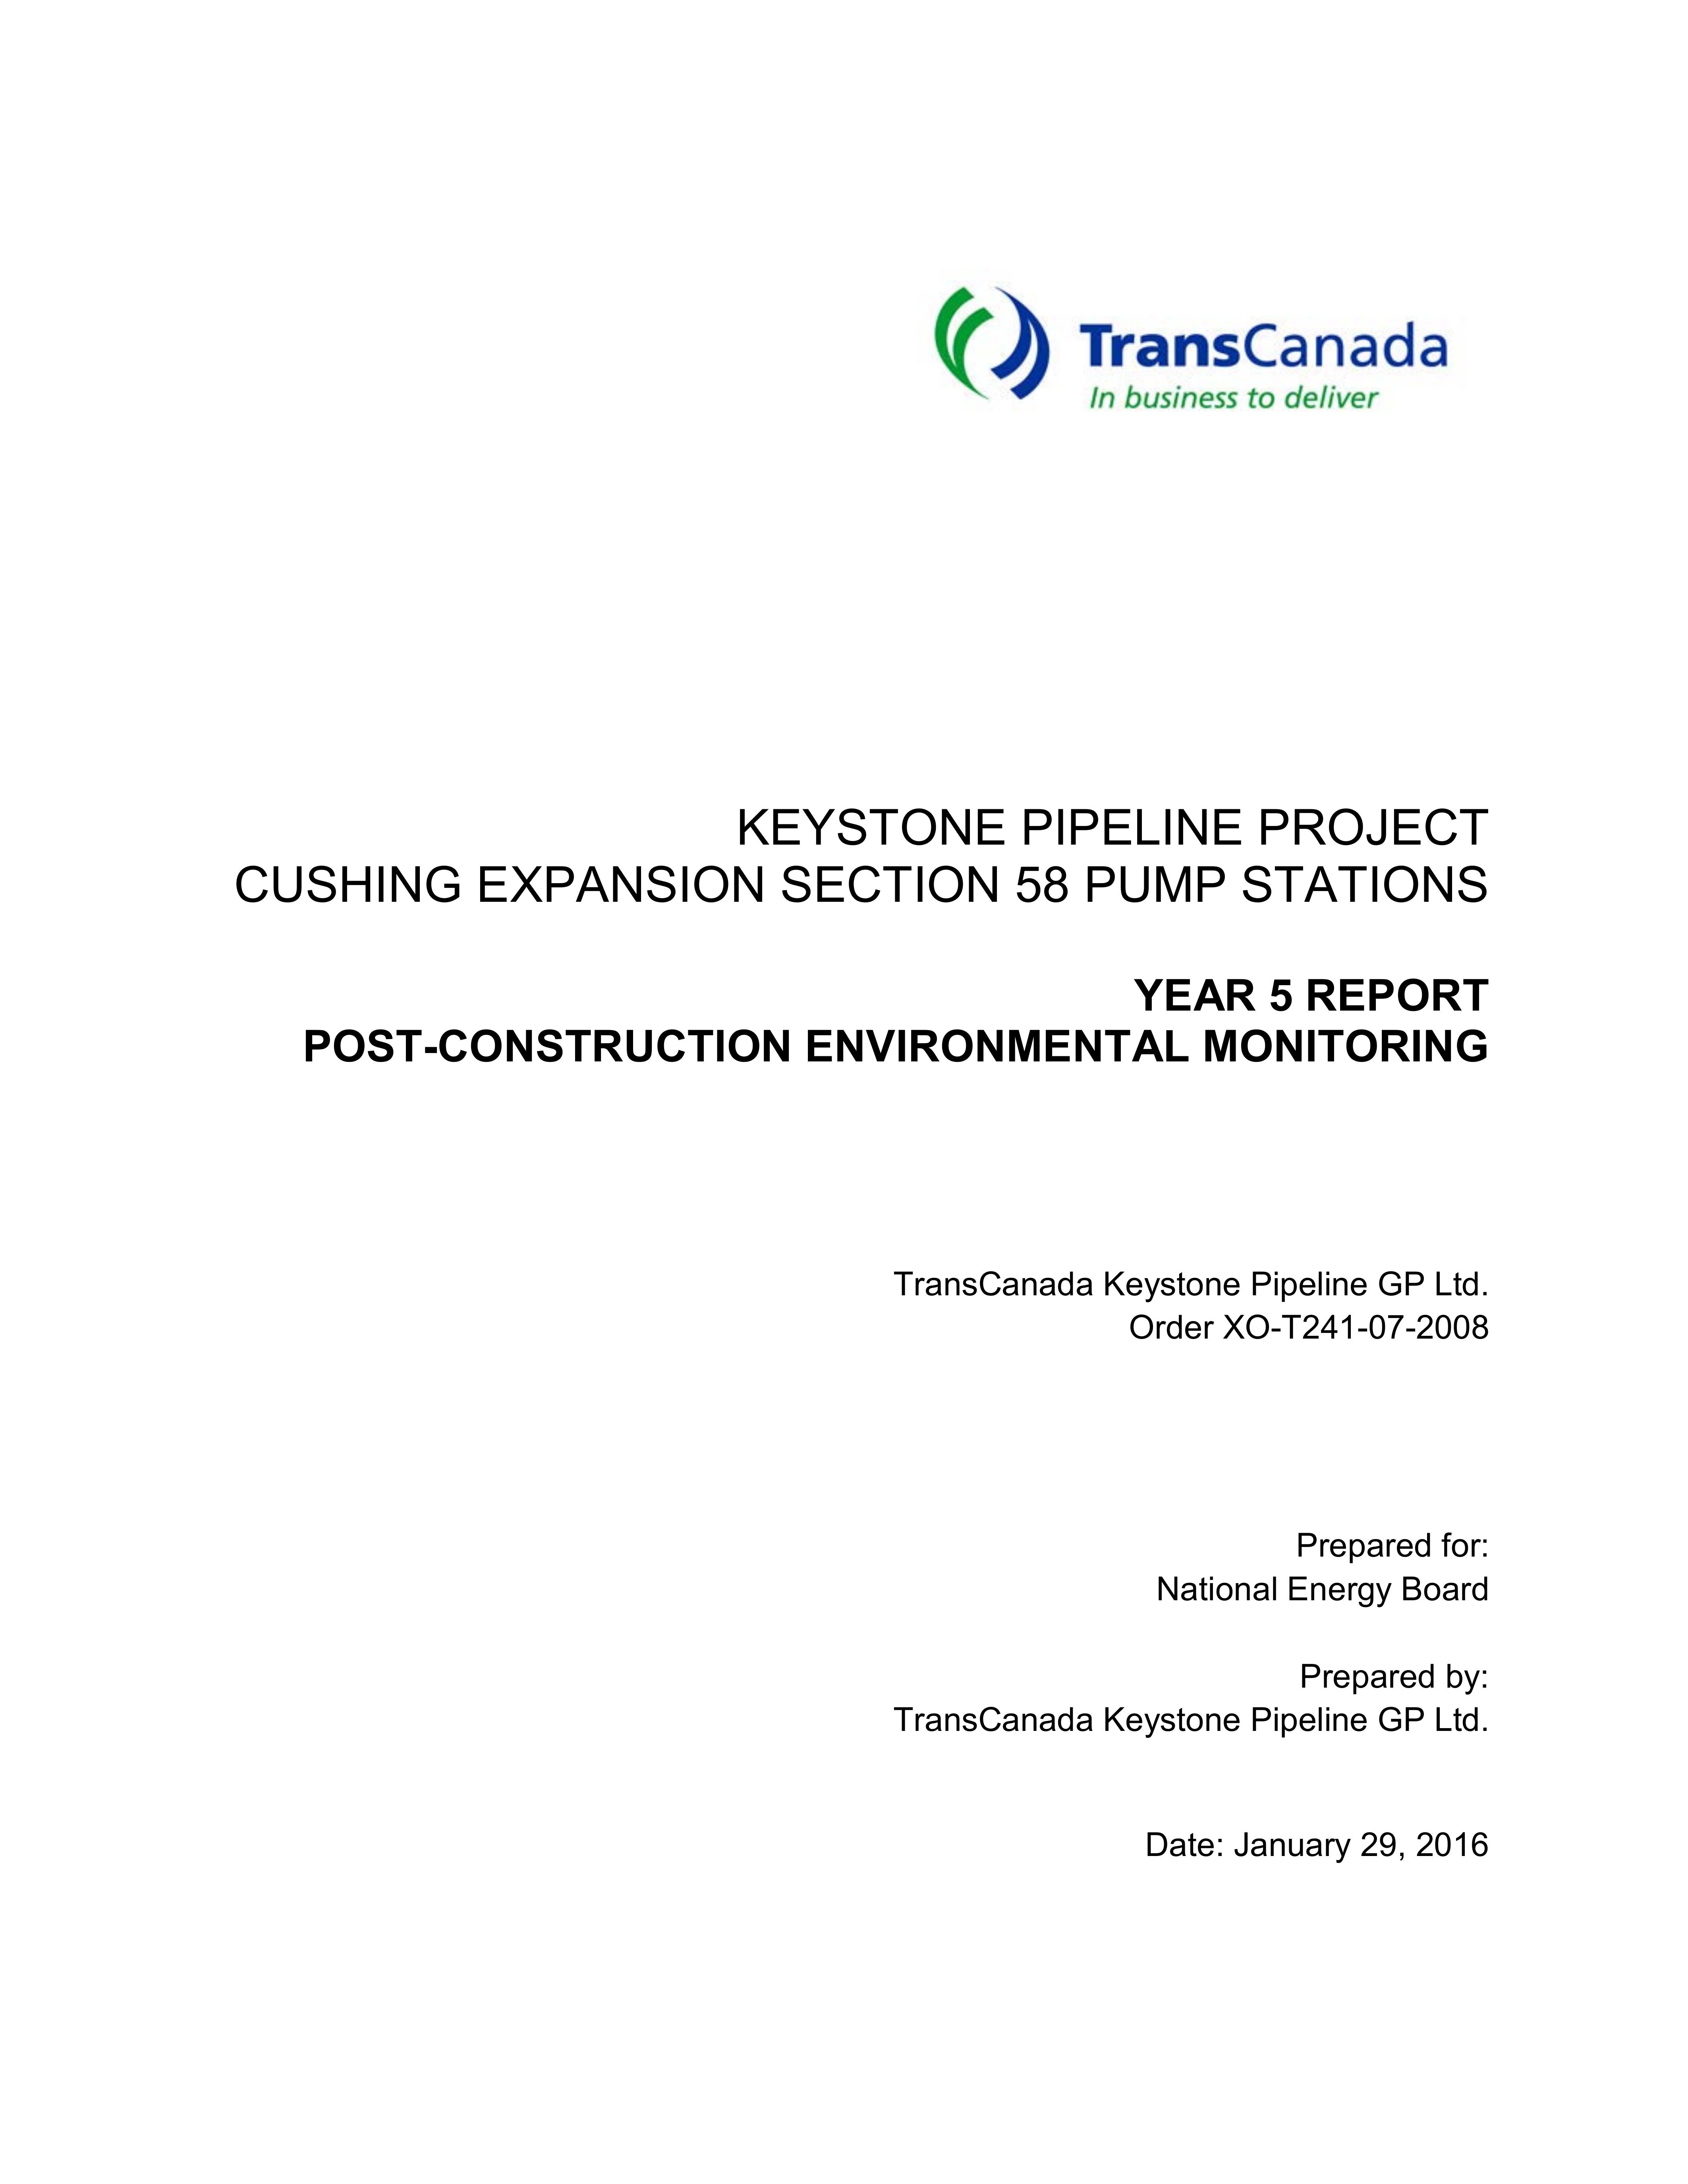 TransCanada
In business to deliver
KEYSTONE PIPELINE PROJECT
CUSHING EXPANSION SECTION 58 PUMP STATIONS
YEAR 5 REPORT
POST-CONSTRUCTION ENVIRONMENTAL MONITORING
TransCanada Keystone Pipeline GP Ltd.
Order XO-T241-07-2008
Prepared for:
National Energy Board
Prepared by:
TransCanada Keystone Pipeline GP Ltd.
Date: January 29, 2016